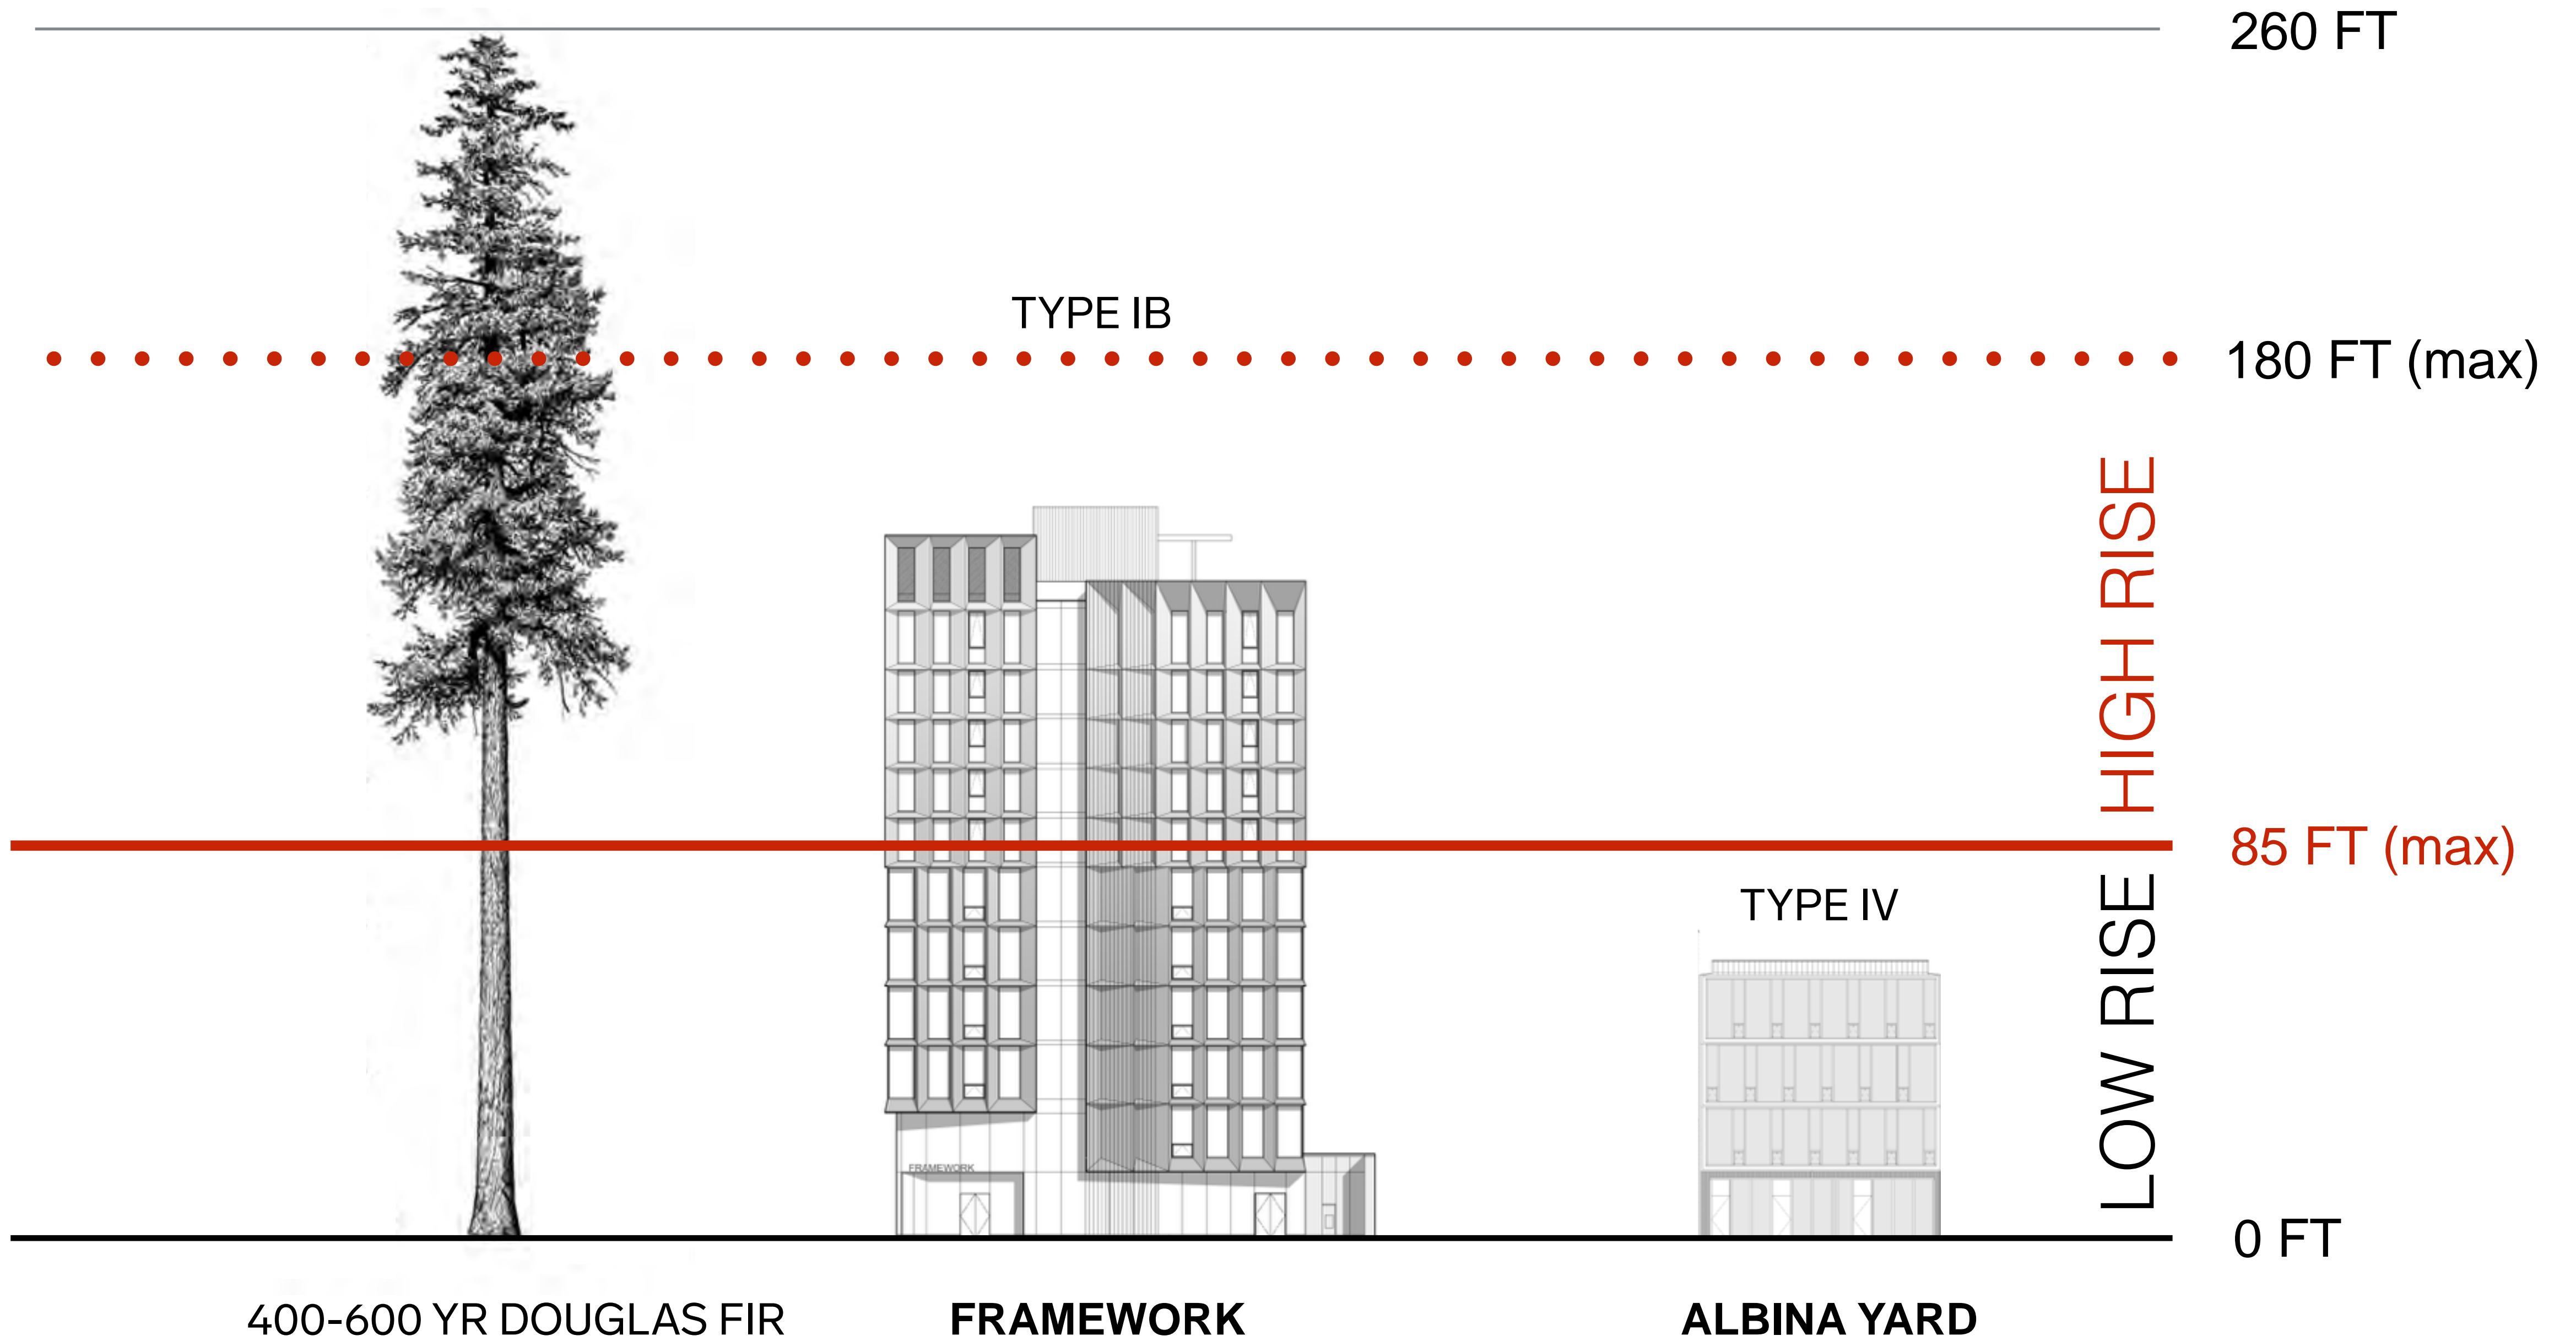 260 FT
TYPE IB
180 FT (max)
HIGH RISE
85 FT (max)
TYPE IV
LOW RISE
FRAMEWORK
0 FT
400-600 YR DOUGLAS FIR
FRAMEWORK
ALBINA YARD